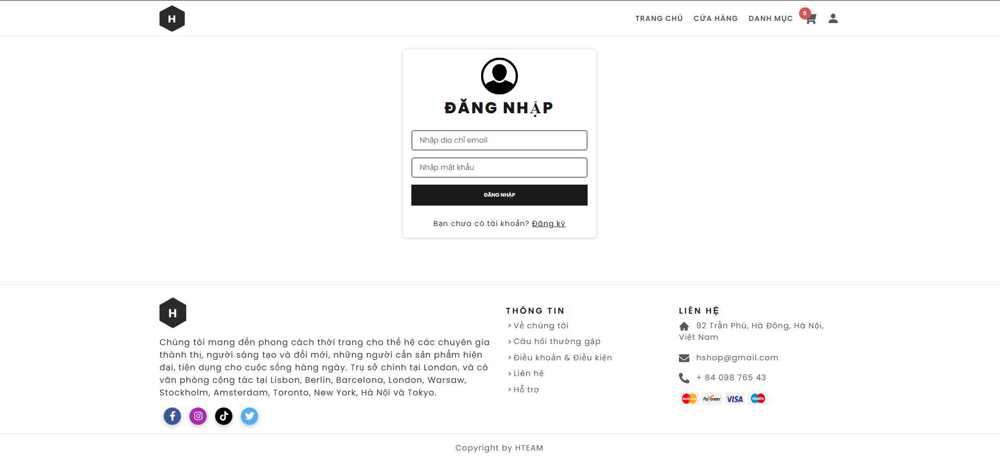 H
TRANG CHỦ
CỬA HÀNG
DANH MỤC
0
ĐĂNG NHẬP
Nhập địa chỉ email
Nhập mật khẩu
ĐĂNG NHẬP
Bạn chưa có tài khoản? Đăng ký
H
Chúng tôi mang đến phong cách thời trang cho thế hệ các chuyên gia
thành thị, người sáng tạo và đổi mới, những người cần sản phẩm hiện
đại, tiện dụng cho cuộc sống hàng ngày. Trụ sở chính tại London, và có
văn phòng cộng tác tại Lisbon, Berlin, Barcelona, London, Warsaw,
Stockholm, Amsterdam, Toronto, New York, Hà Nội và Tokyo.
THÔNG TIN
Về chúng tôi
Câu hỏi thường gặp
Điều khoản & Điều kiện
Liên hệ
Hỗ trợ
LIÊN HỆ
92 Trần Phú, Hà Đông, Hà Nội,
Việt Nam
hshop@gmail.com
+ 84 098 765 43
MasterCard
Payoneer
VISA
Maestro
Copyright by HTEAM